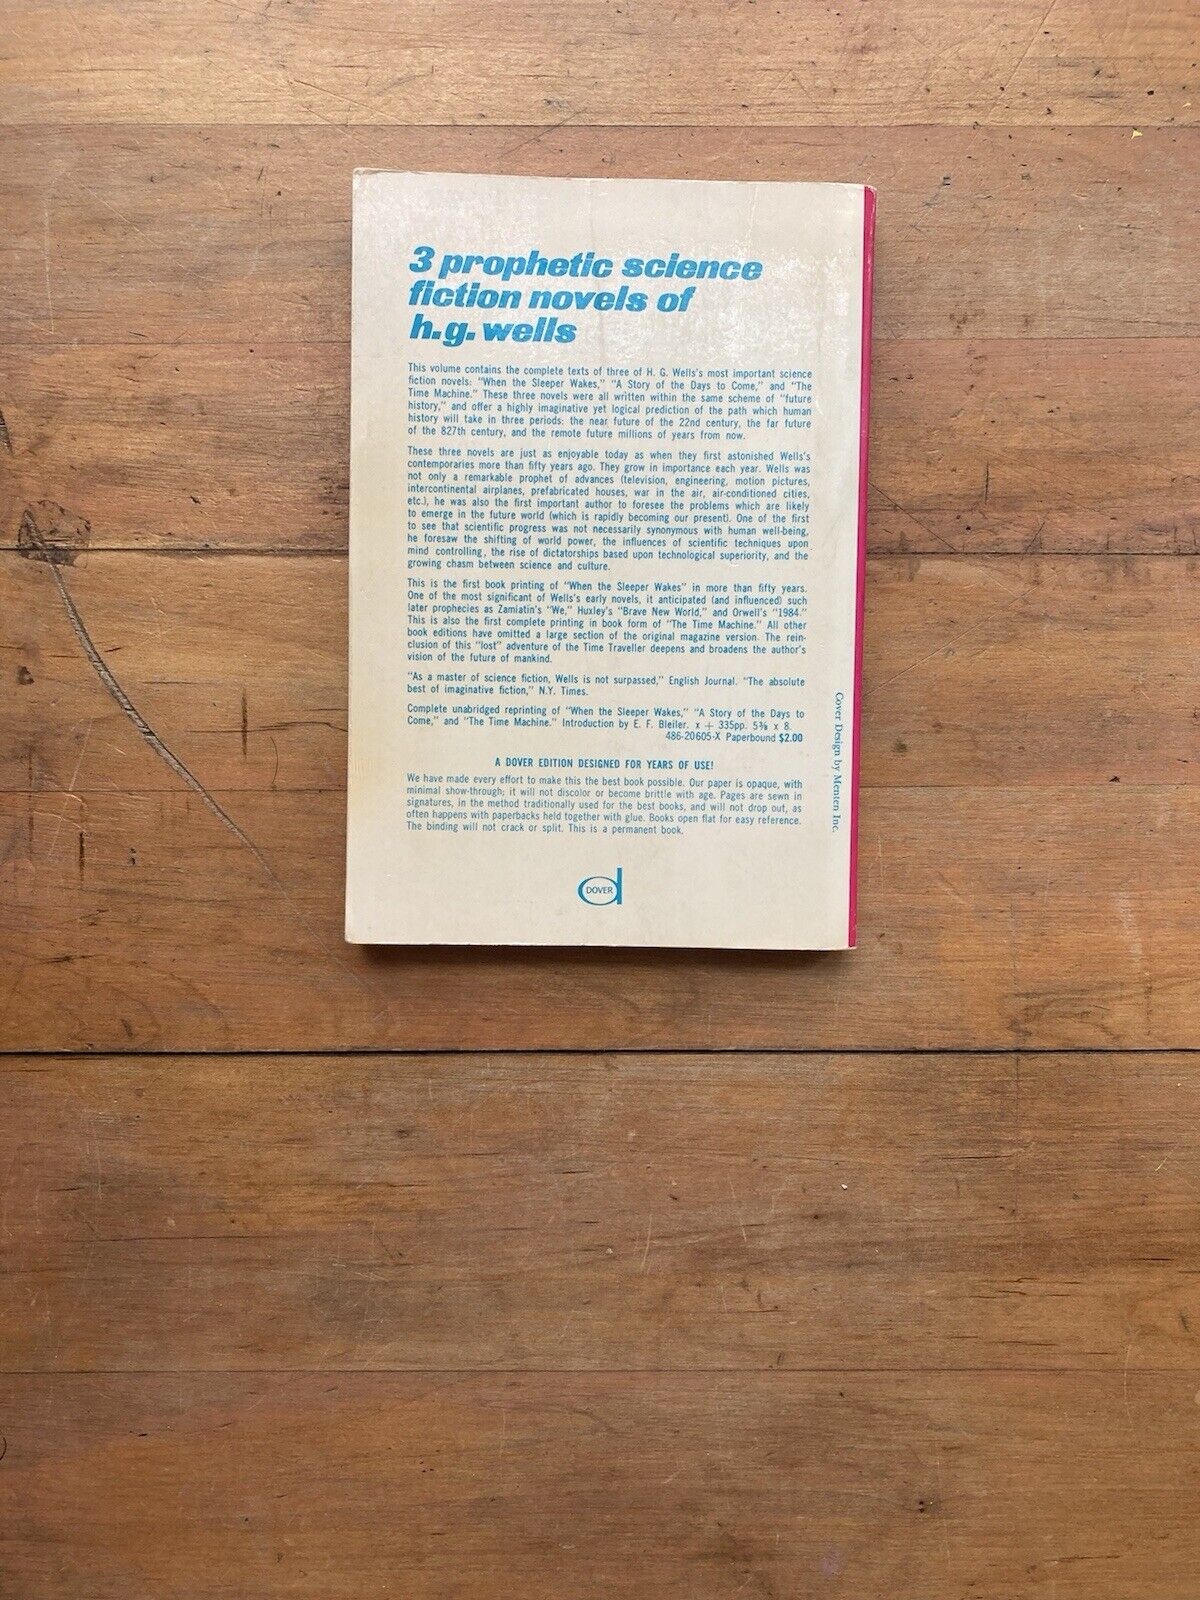 3 prophetic science
fiction novels of
h.g. wells
This volume contains the complete texts of three of H. G. Wells's most important science
fiction novels: "When the Sleeper Wakes," "A Story of the Days to Come," and "The
Time Machine." These three novels were all written within the same scheme of "future
history," and offer a highly imaginative yet logical prediction of the path which human
history will take in three periods: the near future of the 22nd century, the far future
of the 827th century, and the remote future millions of years from now.
These three novels are just as enjoyable today as when they first astonished Wells's
contemporaries more than fifty years ago. They grow in importance each year. Wells was
not only a remarkable prophet of advances (television, engineering, motion pictures,
intercontinental airplanes, prefabricated houses, war in the air, air-conditioned cities,
etc.), he was also the first important author to foresee the problems which are likely
to emerge in the future world (which is rapidly becoming our present). One of the first
to see that scientific progress was not necessarily synonymous with human well-being,
he foresaw the shifting of world power, the influences of scientific techniques upon
mind controlling, the rise of dictatorships based upon technological superiority, and the
growing chasm between science and culture.
This is the first book printing of "When the Sleeper Wakes" in more than fifty years.
One of the most significant of Wells's early novels, it anticipated (and influenced) such
later prophecies as Zamiatin's "We," Huxley's "Brave New World," and Orwell's "1984."
This is also the first complete printing in book form of "The Time Machine." All other
book editions have omitted a large section of the original magazine version. The rein-
clusion of this "lost" adventure of the Time Traveller deepens and broadens the author's
vision of the future of mankind.
"As a master of science fiction, Wells is not surpassed," English Journal. "The absolute
best of imaginative fiction," N.Y. Times.
Complete unabridged reprinting of "When the Sleeper Wakes," "A Story of the Days to
Come," and "The Time Machine." Introduction by E. F. Bleiler. x + 335pp. 5⅜ x 8.
486-20605-X Paperbound $2.00
A DOVER EDITION DESIGNED FOR YEARS OF USE!
We have made every effort to make this the best book possible. Our paper is opaque, with
minimal show-through; it will not discolor or become brittle with age. Pages are sewn in
signatures, in the method traditionally used for the best books, and will not drop out, as
often happens with paperbacks held together with glue. Books open flat for easy reference.
The binding will not crack or split. This is a permanent book.
DOVER
Cover Design by Menten Inc.